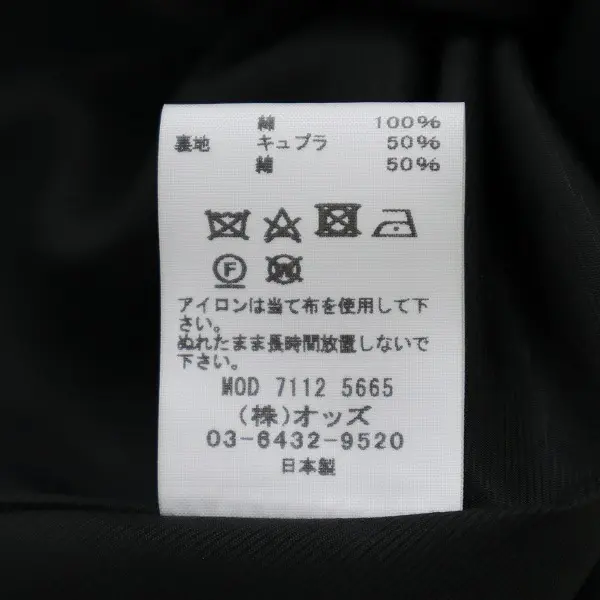 綿 100%
裏地 キュプラ 50%
綿 50%
F
W
アイロンは当て布を使用して下
さい。
ぬれたまま長時間放置しないで
下さい。
MOD 7112 5665
(株)オッズ
03-6432-9520
日本製